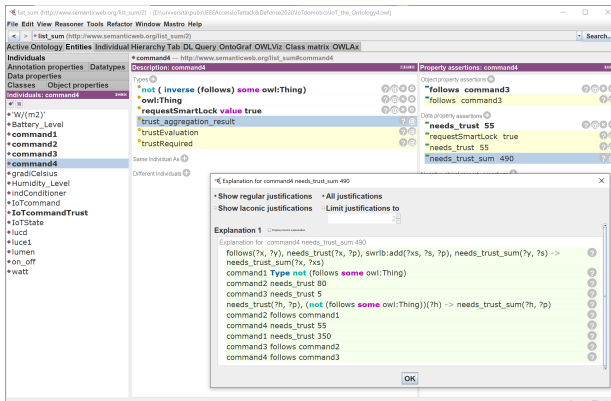 list_sum (http://www.semanticweb.org/list_sum/2)
File Edit View Reasoner Tools Refactor Window Mastro Help
< > list_sum (http://www.semanticweb.org/list_sum/2) Search...
Active Ontology Entities Individual Hierarchy Tab DL Query OntoGraf OWLViz Class matrix OWLAx
Individuals
Annotation properties Datatypes
Data properties
Classes Object properties
Individuals: command4
'W/(m2)'
Battery_Level
command1
command2
command3
command4
gradiCelsius
Humidity_Level
indConditioner
IoTcommand
IoTcommandTrust
IoTState
lucd
luce1
lumen
on_off
watt
command4 — http://www.semanticweb.org/list_sum#command4
Description: command4
Types
not ( inverse (follows) some owl:Thing)
owl:Thing
requestSmartLock value true
trust_aggregation_result
trustEvaluation
trustRequired
Same Individual As
Different Individuals
Property assertions: command4
Object property assertions
follows command3
follows command3
Data property assertions
needs_trust 55
requestSmartLock true
needs_trust 55
needs_trust_sum 490
Explanation for command4 needs_trust_sum 490
Show regular justifications All justifications
Show laconic justifications Limit justifications to
2
Explanation 1
Explanation for: command4 needs_trust_sum 490
follows(?x, ?y), needs_trust(?x, ?p), swrlb:add(?xs, ?s, ?p), needs_trust_sum(?y, ?s) ->
needs_trust_sum(?x, ?xs)
command1 Type not (follows some owl:Thing)
command2 needs_trust 80
command3 needs_trust 5
needs_trust(?h, ?p), (not (follows some owl:Thing))(?h) -> needs_trust_sum(?h, ?p)
command2 follows command1
command4 needs_trust 55
command1 needs_trust 350
command3 follows command2
command4 follows command3
OK